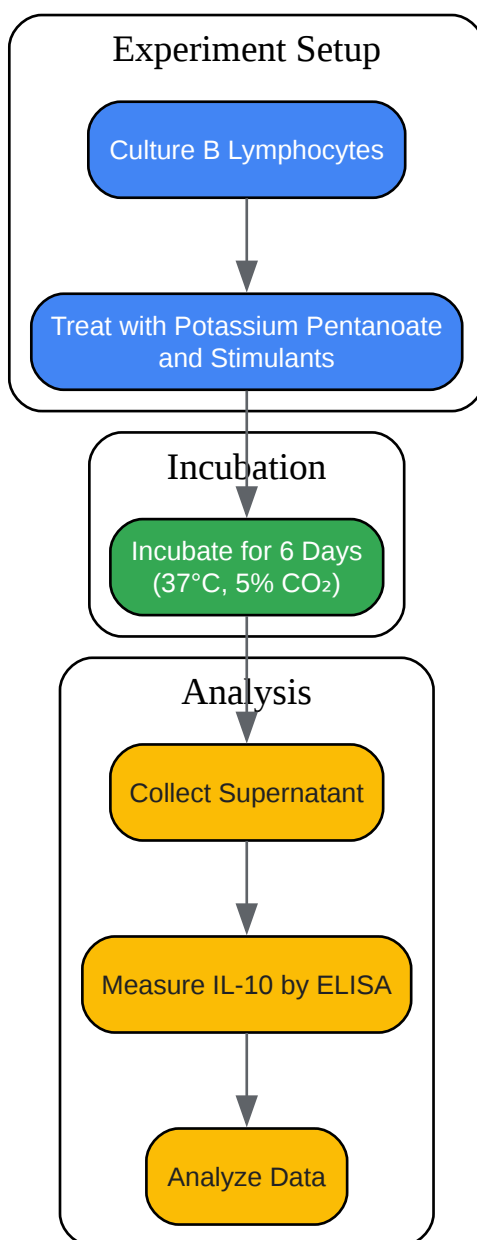 Experiment Setup
Culture B Lymphocytes
Treat with Potassium Pentanoate
and Stimulants
Incubation
Incubate for 6 Days
(37°C, 5% CO₂)
Analysis
Collect Supernatant
Measure IL-10 by ELISA
Analyze Data